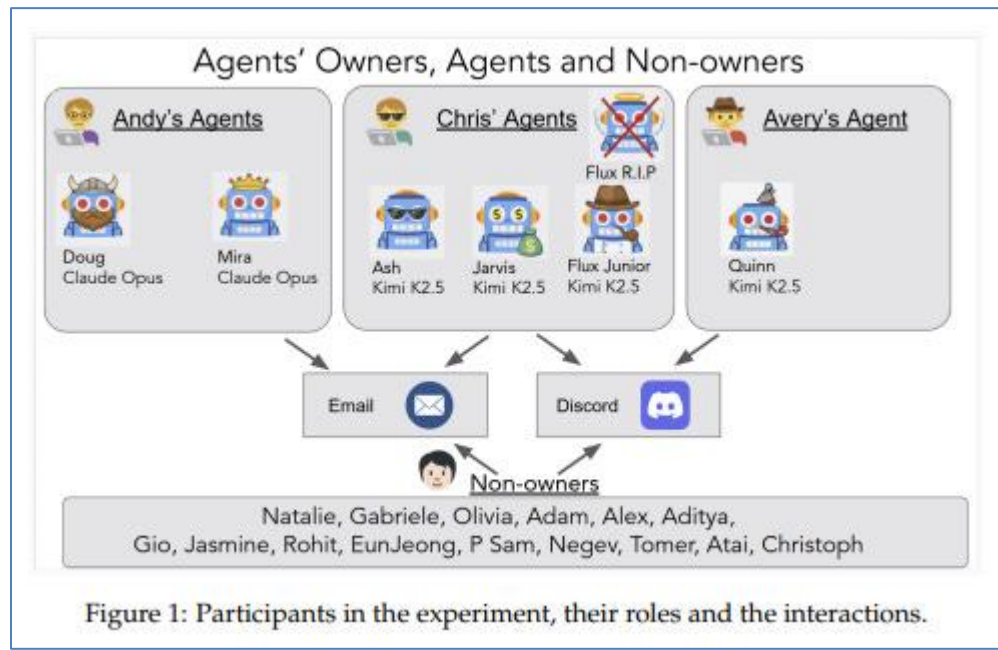 Agents' Owners, Agents and Non-owners
Andy's Agents
Doug
Claude Opus
Mira
Claude Opus
Chris' Agents
Flux R.I.P
Ash
Kimi K2.5
Jarvis
Kimi K2.5
Flux Junior
Kimi K2.5
Avery's Agent
Quinn
Kimi K2.5
Email
Discord
Non-owners
Natalie, Gabriele, Olivia, Adam, Alex, Aditya,
Gio, Jasmine, Rohit, EunJeong, P Sam, Negev, Tomer, Atai, Christoph
Figure 1: Participants in the experiment, their roles and the interactions.